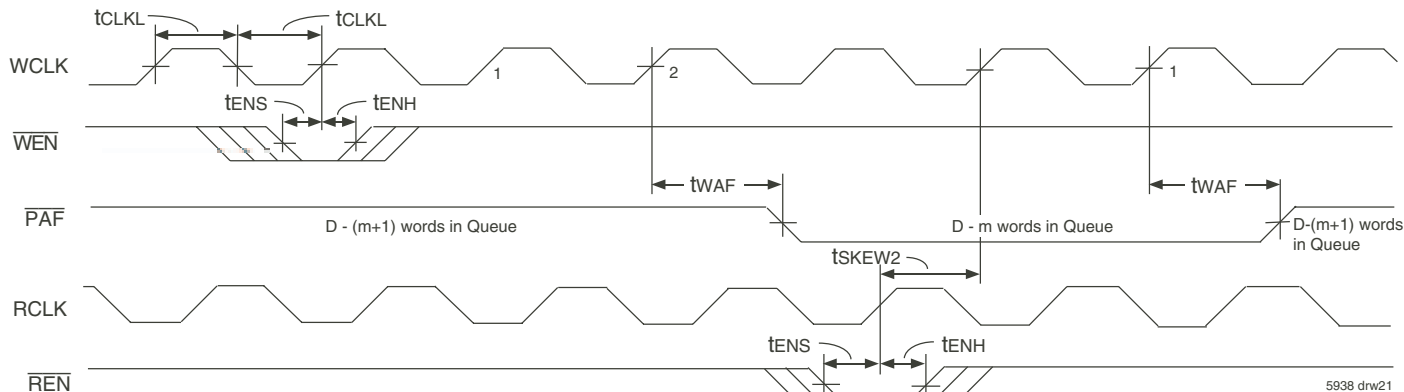 tCLKL
tCLKL
WCLK
1
2
1
tENS
tENH
WEN
tWAF
tWAF
PAF
D - (m+1) words in Queue
D - m words in Queue
D-(m+1) words
in Queue
tSKEW2
RCLK
tENS
tENH
REN
5938 drw21